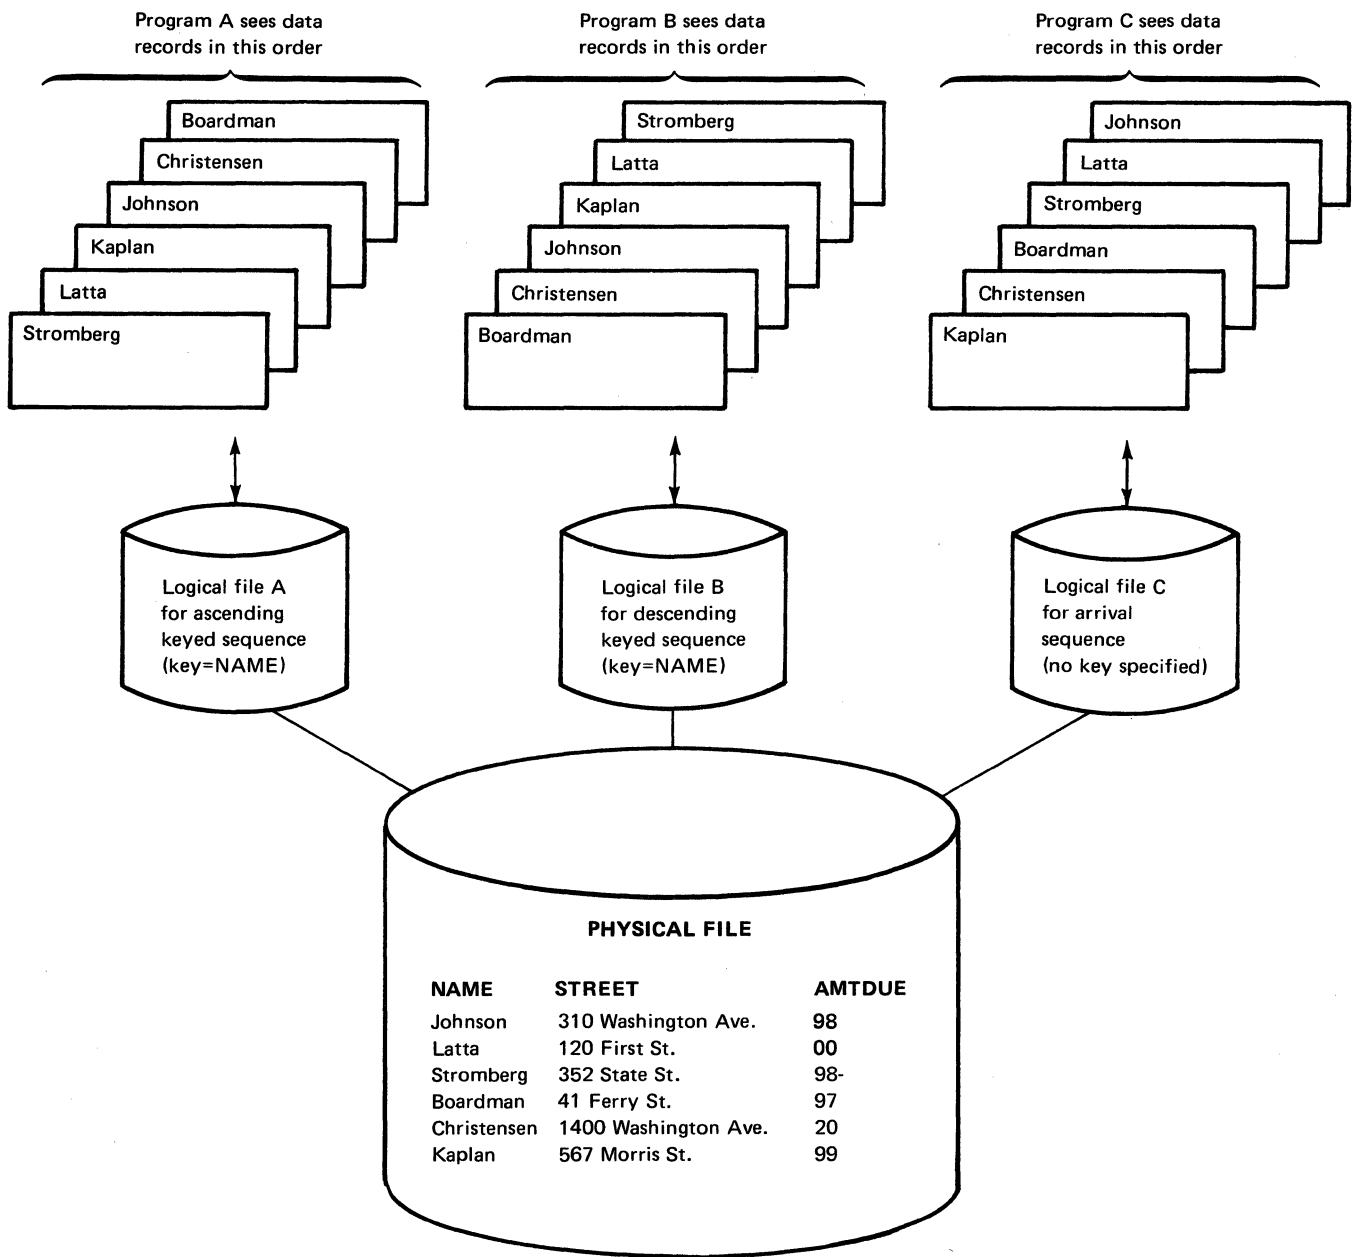 Program A sees data
records in this order
Boardman
Christensen
Johnson
Kaplan
Latta
Stromberg
Program B sees data
records in this order
Stromberg
Latta
Kaplan
Johnson
Christensen
Boardman
Program C sees data
records in this order
Johnson
Latta
Stromberg
Boardman
Christensen
Kaplan
Logical file A
for ascending
keyed sequence
(key=NAME)
Logical file B
for descending
keyed sequence
(key=NAME)
Logical file C
for arrival
sequence
(no key specified)
PHYSICAL FILE
NAME STREET AMTDUE
Johnson 310 Washington Ave. 98
Latta 120 First St. 00
Stromberg 352 State St. 98-
Boardman 41 Ferry St. 97
Christensen 1400 Washington Ave. 20
Kaplan 567 Morris St. 99